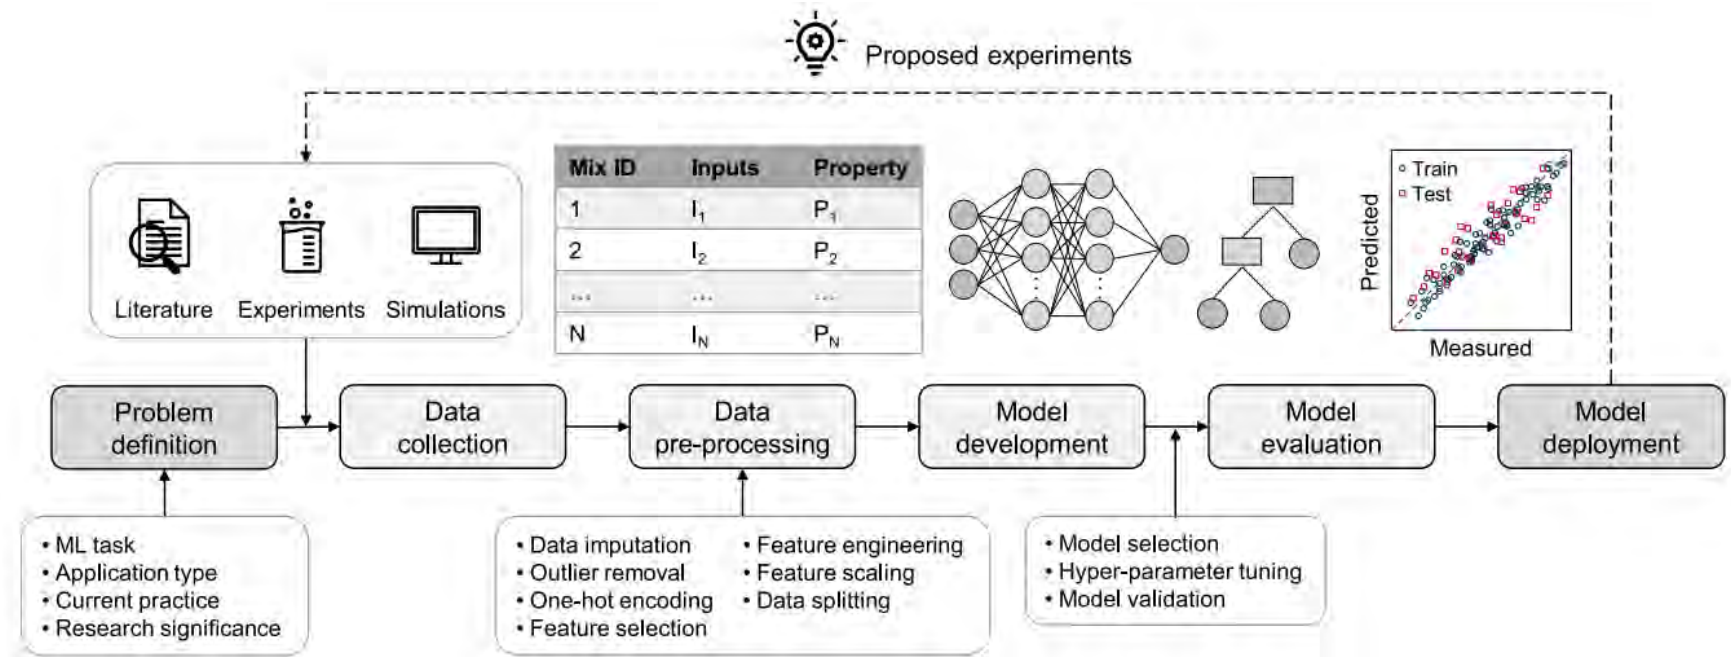 Proposed experiments
Literature
Experiments
Simulations
Mix ID Inputs Property
1 I1 P1
2 I2 P2
... ... ...
N IN PN
Train
Test
Predicted
Measured
Problem
definition
Data
collection
Data
pre-processing
Model
development
Model
evaluation
Model
deployment
• ML task
• Application type
• Current practice
• Research significance
• Data imputation
• Outlier removal
• One-hot encoding
• Feature selection
• Feature engineering
• Feature scaling
• Data splitting
• Model selection
• Hyper-parameter tuning
• Model validation